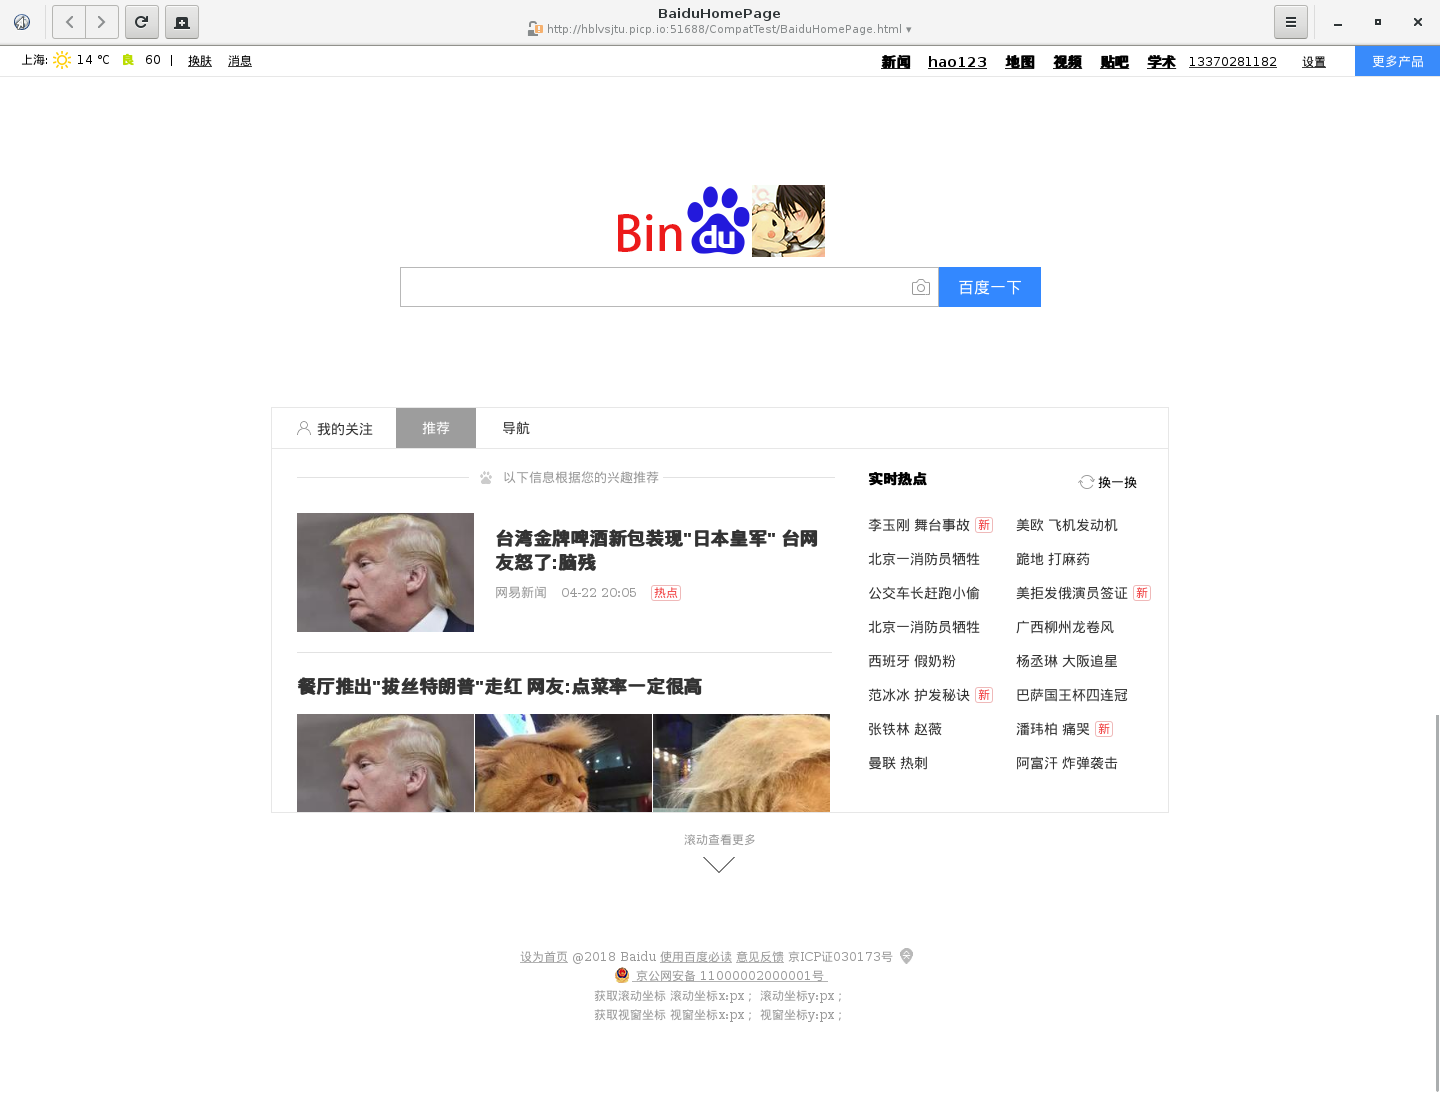 BaiduHomePage
http://hblvsjtu.picp.io:51688/CompatTest/BaiduHomePage.html ▾
上海: 14 ℃ 良 60 | 换肤 消息 新闻 hao123 地图 视频 贴吧 学术 13370281182 设置 更多产品
Bin du
百度一下
我的关注 推荐 导航
以下信息根据您的兴趣推荐
台湾金牌啤酒新包装现"日本皇军" 台网
友怒了:脑残
网易新闻 04-22 20:05 热点
餐厅推出"拔丝特朗普"走红 网友:点菜率一定很高
实时热点 换一换
李玉刚 舞台事故 新 美欧 飞机发动机
北京一消防员牺牲 跪地 打麻药
公交车长赶跑小偷 美拒发俄演员签证 新
北京一消防员牺牲 广西柳州龙卷风
西班牙 假奶粉 杨丞琳 大阪追星
范冰冰 护发秘诀 新 巴萨国王杯四连冠
张铁林 赵薇 潘玮柏 痛哭 新
曼联 热刺 阿富汗 炸弹袭击
滚动查看更多
设为首页 @2018 Baidu 使用百度必读 意见反馈 京ICP证030173号
京公网安备 11000002000001号
获取滚动坐标 滚动坐标x:px ; 滚动坐标y:px ;
获取视窗坐标 视窗坐标x:px ; 视窗坐标y:px ;